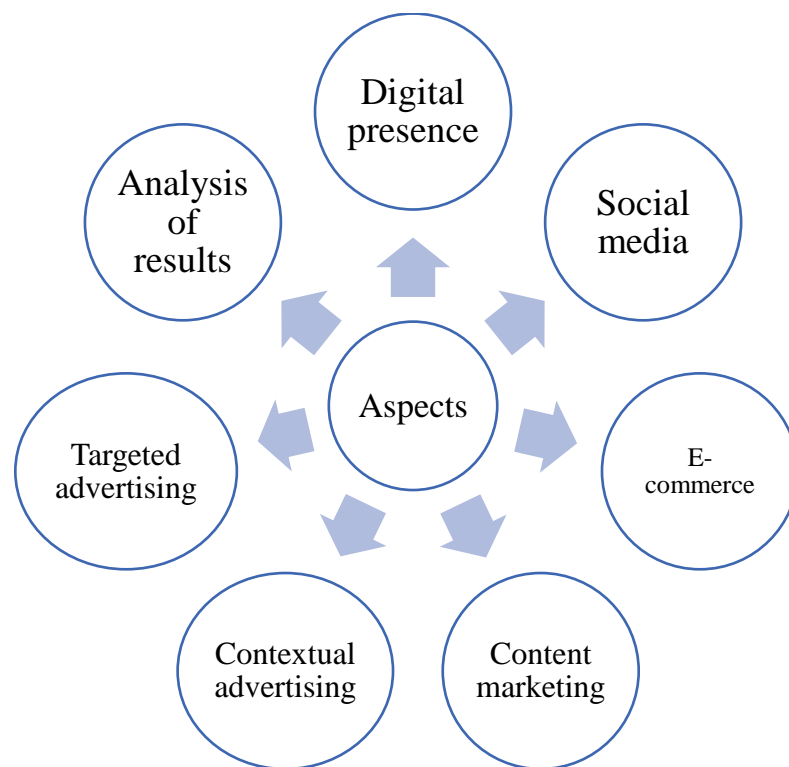 Digital
presence
Social
media
E-
commerce
Content
marketing
Contextual
advertising
Targeted
advertising
Analysis
of
results
Aspects